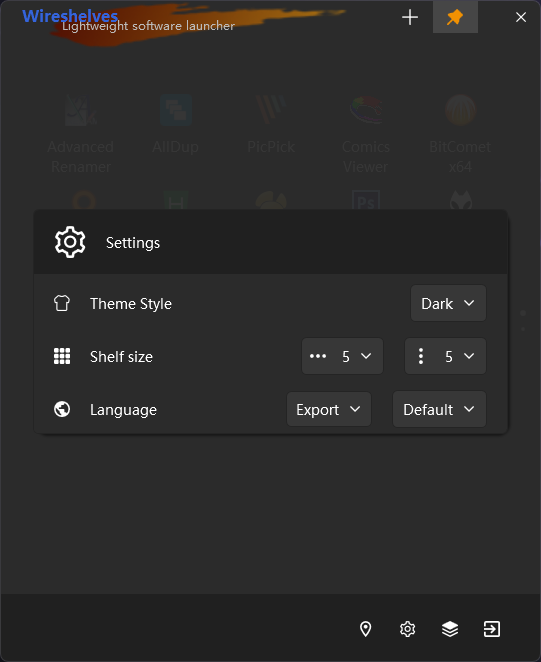 Wireshelves
Lightweight software launcher
Advanced
Renamer
AllDup
PicPick
Comics
Viewer
BitComet
x64
H
Ps
Settings
Theme Style
Dark
Shelf size
5
5
Language
Export
Default